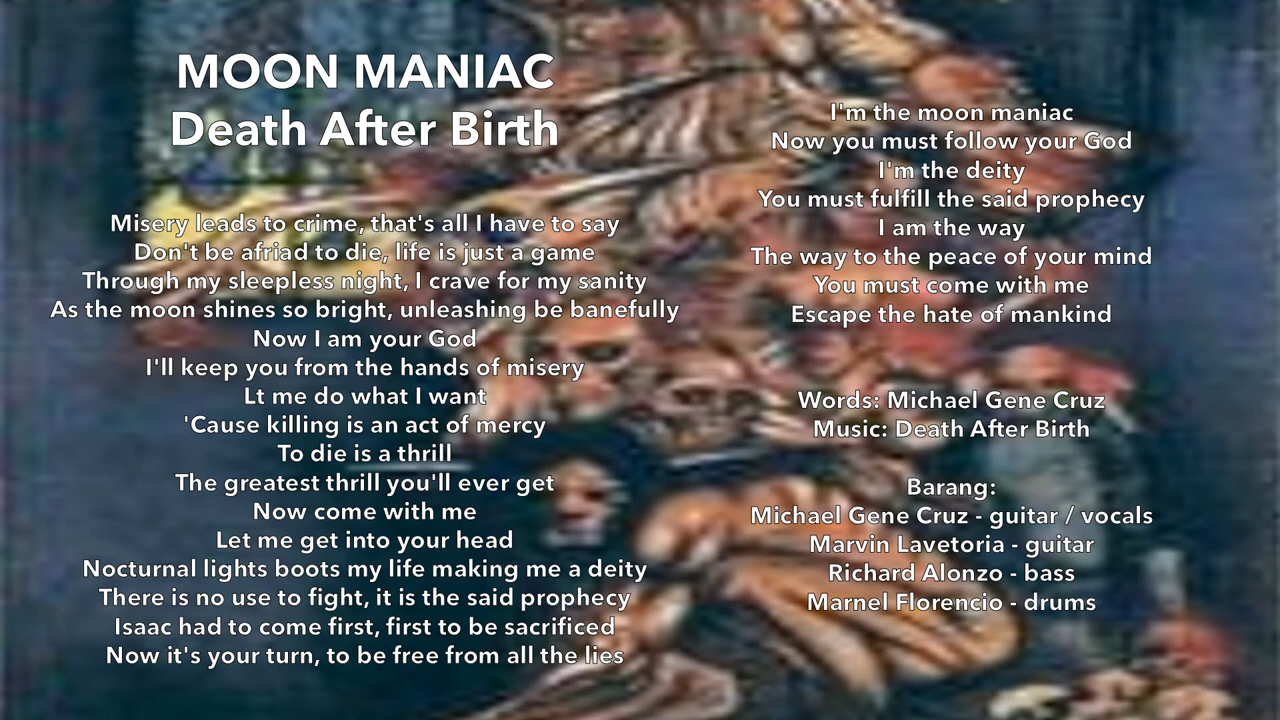 MOON MANIAC
Death After Birth
Misery leads to crime, that's all I have to say
Don't be afriad to die, life is just a game
Through my sleepless night, I crave for my sanity
As the moon shines so bright, unleashing be banefully
Now I am your God
I'll keep you from the hands of misery
Lt me do what I want
'Cause killing is an act of mercy
To die is a thrill
The greatest thrill you'll ever get
Now come with me
Let me get into your head
Nocturnal lights boots my life making me a deity
There is no use to fight, it is the said prophecy
Isaac had to come first, first to be sacrificed
Now it's your turn, to be free from all the lies
I'm the moon maniac
Now you must follow your God
I'm the deity
You must fulfill the said prophecy
I am the way
The way to the peace of your mind
You must come with me
Escape the hate of mankind
Words: Michael Gene Cruz
Music: Death After Birth
Barang:
Michael Gene Cruz - guitar / vocals
Marvin Lavetoria - guitar
Richard Alonzo - bass
Marnel Florencio - drums